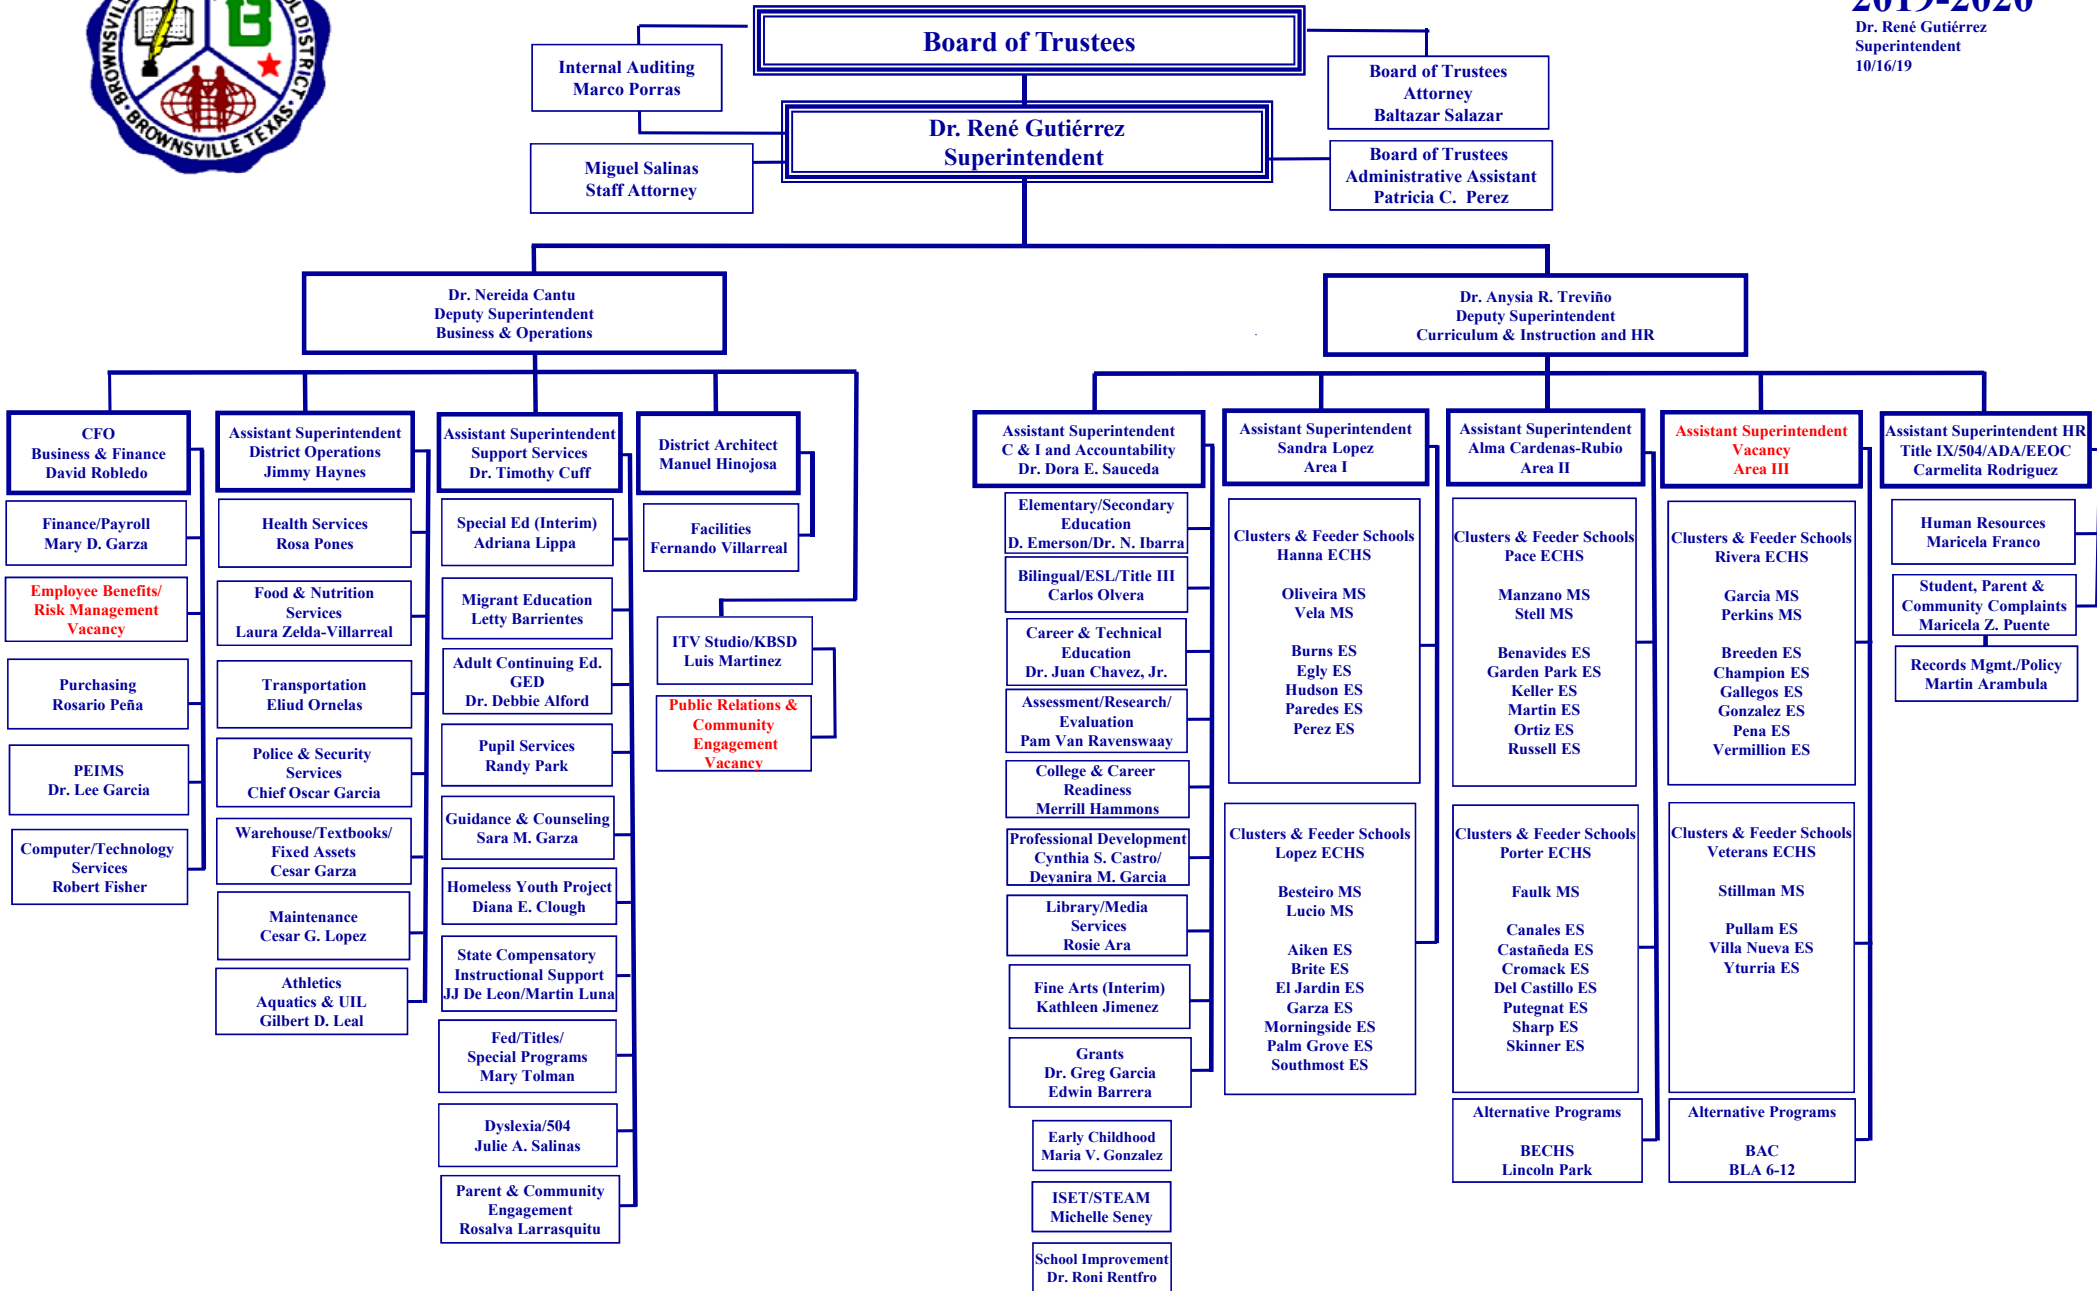 2019-2020
Dr. René Gutiérrez
Superintendent
10/16/19
BROWNSVILLE TEXAS
Board of Trustees
Internal Auditing
Marco Porras
Board of Trustees
Attorney
Baltazar Salazar
Dr. René Gutiérrez
Superintendent
Miguel Salinas
Staff Attorney
Board of Trustees
Administrative Assistant
Patricia C. Perez
Dr. Nereida Cantu
Deputy Superintendent
Business & Operations
Dr. Anysia R. Treviño
Deputy Superintendent
Curriculum & Instruction and HR
CFO
Business & Finance
David Robledo
Finance/Payroll
Mary D. Garza
Employee Benefits/
Risk Management
Vacancy
Purchasing
Rosario Peña
PEIMS
Dr. Lee Garcia
Computer/Technology
Services
Robert Fisher
Assistant Superintendent
District Operations
Jimmy Haynes
Health Services
Rosa Pones
Food & Nutrition
Services
Laura Zelda-Villarreal
Transportation
Eliud Ornelas
Police & Security
Services
Chief Oscar Garcia
Warehouse/Textbooks/
Fixed Assets
Cesar Garza
Maintenance
Cesar G. Lopez
Athletics
Aquatics & UIL
Gilbert D. Leal
Assistant Superintendent
Support Services
Dr. Timothy Cuff
Special Ed (Interim)
Adriana Lippa
Migrant Education
Letty Barrientes
Adult Continuing Ed.
GED
Dr. Debbie Alford
Pupil Services
Randy Park
Guidance & Counseling
Sara M. Garza
Homeless Youth Project
Diana E. Clough
State Compensatory
Instructional Support
JJ De Leon/Martin Luna
Fed/Titles/
Special Programs
Mary Tolman
Dyslexia/504
Julie A. Salinas
Parent & Community
Engagement
Rosalva Larrasquitu
District Architect
Manuel Hinojosa
Facilities
Fernando Villarreal
ITV Studio/KBSD
Luis Martinez
Public Relations &
Community
Engagement
Vacancy
Assistant Superintendent
C & I and Accountability
Dr. Dora E. Sauceda
Elementary/Secondary
Education
D. Emerson/Dr. N. Ibarra
Bilingual/ESL/Title III
Carlos Olvera
Career & Technical
Education
Dr. Juan Chavez, Jr.
Assessment/Research/
Evaluation
Pam Van Ravenswaay
College & Career
Readiness
Merrill Hammons
Professional Development
Cynthia S. Castro/
Deyanira M. Garcia
Library/Media
Services
Rosie Ara
Fine Arts (Interim)
Kathleen Jimenez
Grants
Dr. Greg Garcia
Edwin Barrera
Early Childhood
Maria V. Gonzalez
ISET/STEAM
Michelle Seney
School Improvement
Dr. Roni Rentfro
Assistant Superintendent
Sandra Lopez
Area I
Clusters & Feeder Schools
Hanna ECHS
Oliveira MS
Vela MS
Burns ES
Egly ES
Hudson ES
Paredes ES
Perez ES
Clusters & Feeder Schools
Lopez ECHS
Besteiro MS
Lucio MS
Aiken ES
Brite ES
El Jardin ES
Garza ES
Morningside ES
Palm Grove ES
Southmost ES
Assistant Superintendent
Alma Cardenas-Rubio
Area II
Clusters & Feeder Schools
Pace ECHS
Manzano MS
Stell MS
Benavides ES
Garden Park ES
Keller ES
Martin ES
Ortiz ES
Russell ES
Clusters & Feeder Schools
Porter ECHS
Faulk MS
Canales ES
Castañeda ES
Cromack ES
Del Castillo ES
Putegnat ES
Sharp ES
Skinner ES
Alternative Programs
BECHS
Lincoln Park
Assistant Superintendent
Vacancy
Area III
Clusters & Feeder Schools
Rivera ECHS
Garcia MS
Perkins MS
Breeden ES
Champion ES
Gallegos ES
Gonzalez ES
Pena ES
Vermillion ES
Clusters & Feeder Schools
Veterans ECHS
Stillman MS
Pullam ES
Villa Nueva ES
Yturria ES
Alternative Programs
BAC
BLA 6-12
Assistant Superintendent HR
Title IX/504/ADA/EEOC
Carmelita Rodriguez
Human Resources
Maricela Franco
Student, Parent &
Community Complaints
Maricela Z. Puente
Records Mgmt./Policy
Martin Arambula